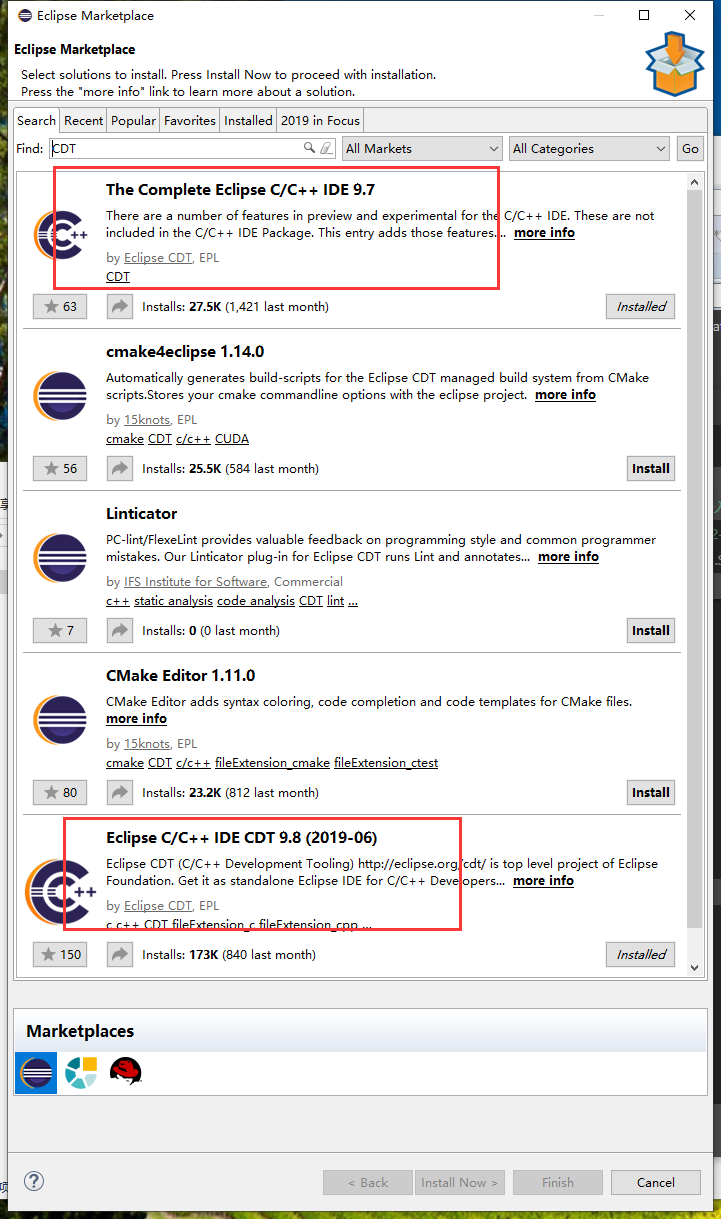 Eclipse Marketplace
Eclipse Marketplace
Select solutions to install. Press Install Now to proceed with installation.
Press the "more info" link to learn more about a solution.
Search Recent Popular Favorites Installed 2019 in Focus
Find: CDT All Markets All Categories Go
The Complete Eclipse C/C++ IDE 9.7
There are a number of features in preview and experimental for the C/C++ IDE. These are not
included in the C/C++ IDE Package. This entry adds those features... more info
by Eclipse CDT, EPL
CDT
63 Installs: 27.5K (1,421 last month) Installed
cmake4eclipse 1.14.0
Automatically generates build-scripts for the Eclipse CDT managed build system from CMake
scripts.Stores your cmake commandline options with the eclipse project. more info
by 15knots, EPL
cmake CDT c/c++ CUDA
56 Installs: 25.5K (584 last month) Install
Linticator
PC-lint/FlexeLint provides valuable feedback on programming style and common programmer
mistakes. Our Linticator plug-in for Eclipse CDT runs Lint and annotates... more info
by IFS Institute for Software, Commercial
c++ static analysis code analysis CDT lint ...
7 Installs: 0 (0 last month) Install
CMake Editor 1.11.0
CMake Editor adds syntax coloring, code completion and code templates for CMake files.
more info
by 15knots, EPL
cmake CDT c/c++ fileExtension_cmake fileExtension_ctest
80 Installs: 23.2K (812 last month) Install
Eclipse C/C++ IDE CDT 9.8 (2019-06)
Eclipse CDT (C/C++ Development Tooling) http://eclipse.org/cdt/ is top level project of Eclipse
Foundation. Get it as standalone Eclipse IDE for C/C++ Developers... more info
by Eclipse CDT, EPL
c c++ CDT fileExtension_c fileExtension_cpp ...
150 Installs: 173K (840 last month) Installed
Marketplaces
? < Back Install Now > Finish Cancel